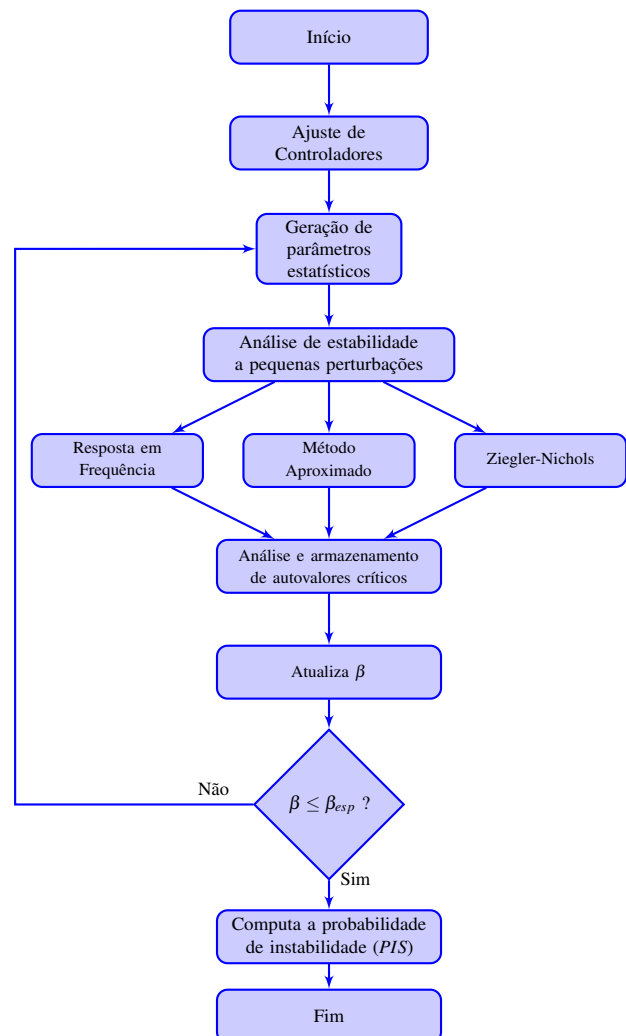 Início
Ajuste de
Controladores
Geração de
parâmetros
estatísticos
Análise de estabilidade
a pequenas perturbações
Resposta em
Frequência
Método
Aproximado
Ziegler-Nichols
Análise e armazenamento
de autovalores críticos
Atualiza β
Não
β ≤ βesp ?
Sim
Computa a probabilidade
de instabilidade (PIS)
Fim